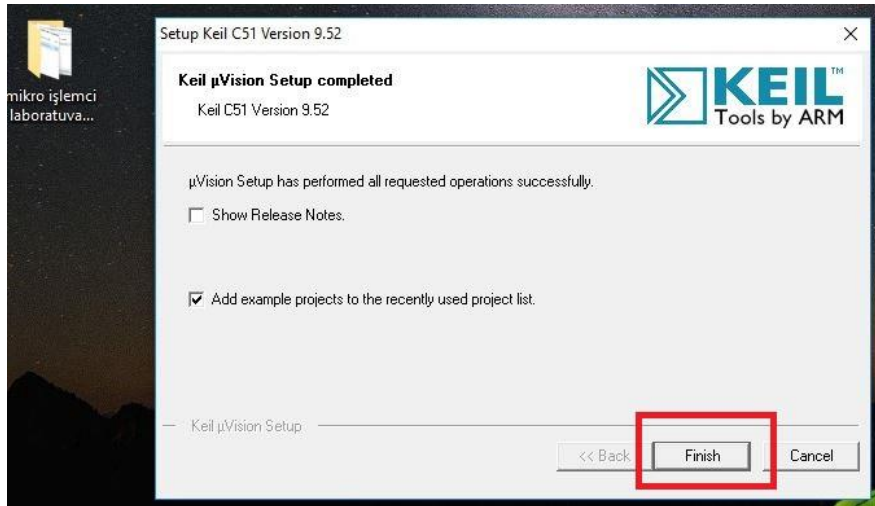 mikro işlemci
laboratuva...
Setup Keil C51 Version 9.52
Keil µVision Setup completed
Keil C51 Version 9.52
KEIL™
Tools by ARM
µVision Setup has performed all requested operations successfully.
Show Release Notes.
Add example projects to the recently used project list.
Keil µVision Setup
<< Back
Finish
Cancel